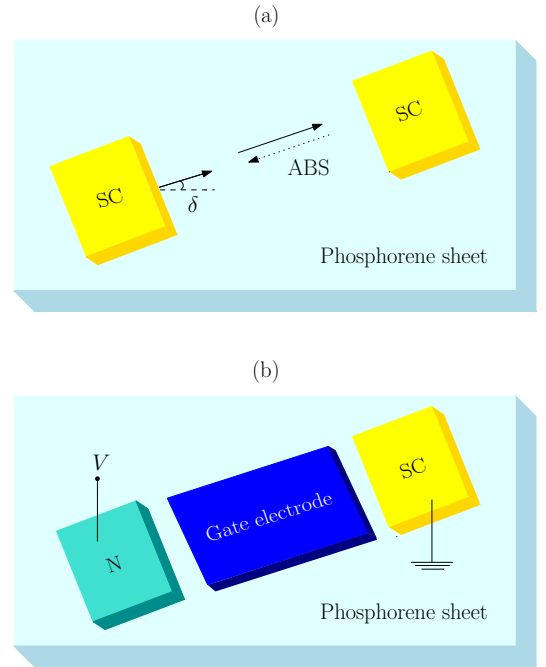 (a)
SC
SC
ABS
δ
Phosphorene sheet
(b)
V
SC
Gate electrode
N
Phosphorene sheet